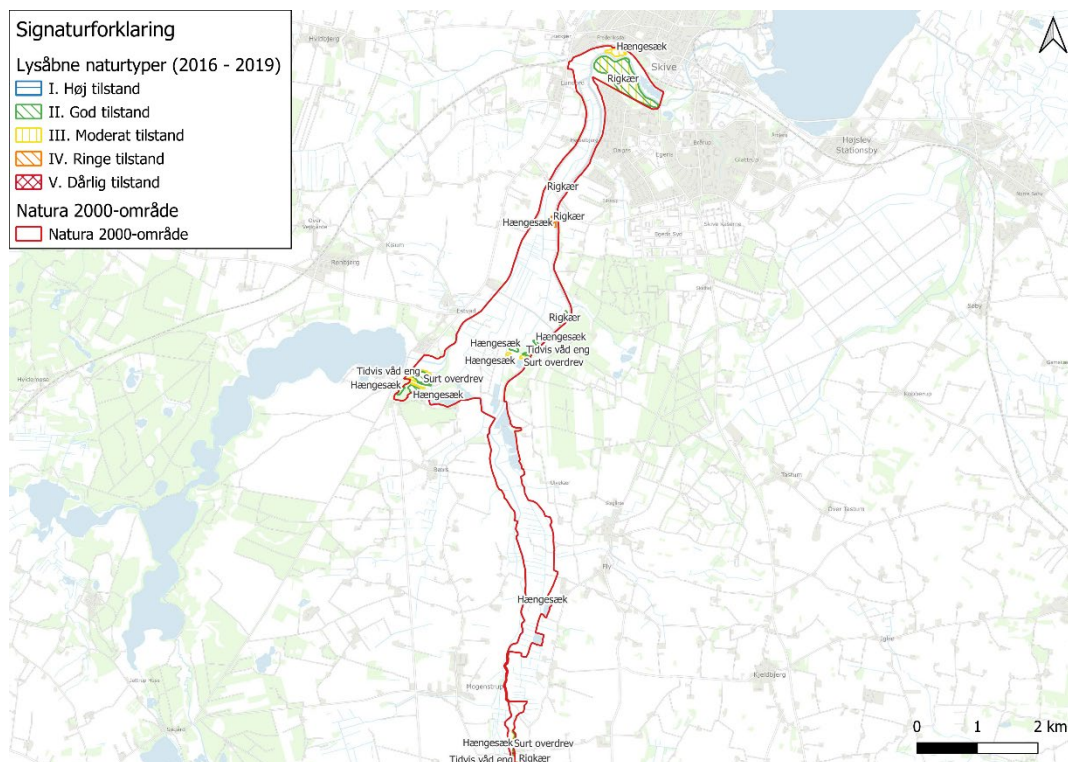 Signaturforklaring
Lysåbne naturtyper (2016 - 2019)
I. Høj tilstand
II. God tilstand
III. Moderat tilstand
IV. Ringe tilstand
V. Dårlig tilstand
Natura 2000-område
Natura 2000-område
Hængesæk
Skive
Rigkær
Højslev
Stationsby
Rigkær
Rigkær
Hængesæk
Rigkær
Hængesæk
Hængesæk
Tidvis våd eng
Hængesæk
Surt overdrev
Tidvis våd eng
Surt overdrev
Hængesæk
Hængesæk
Fly
Hængesæk
Mogenstrup
Kjeldbjerg
Hængesæk
Surt overdrev
Tidvis våd eng
Rigkær
0 1 2 km